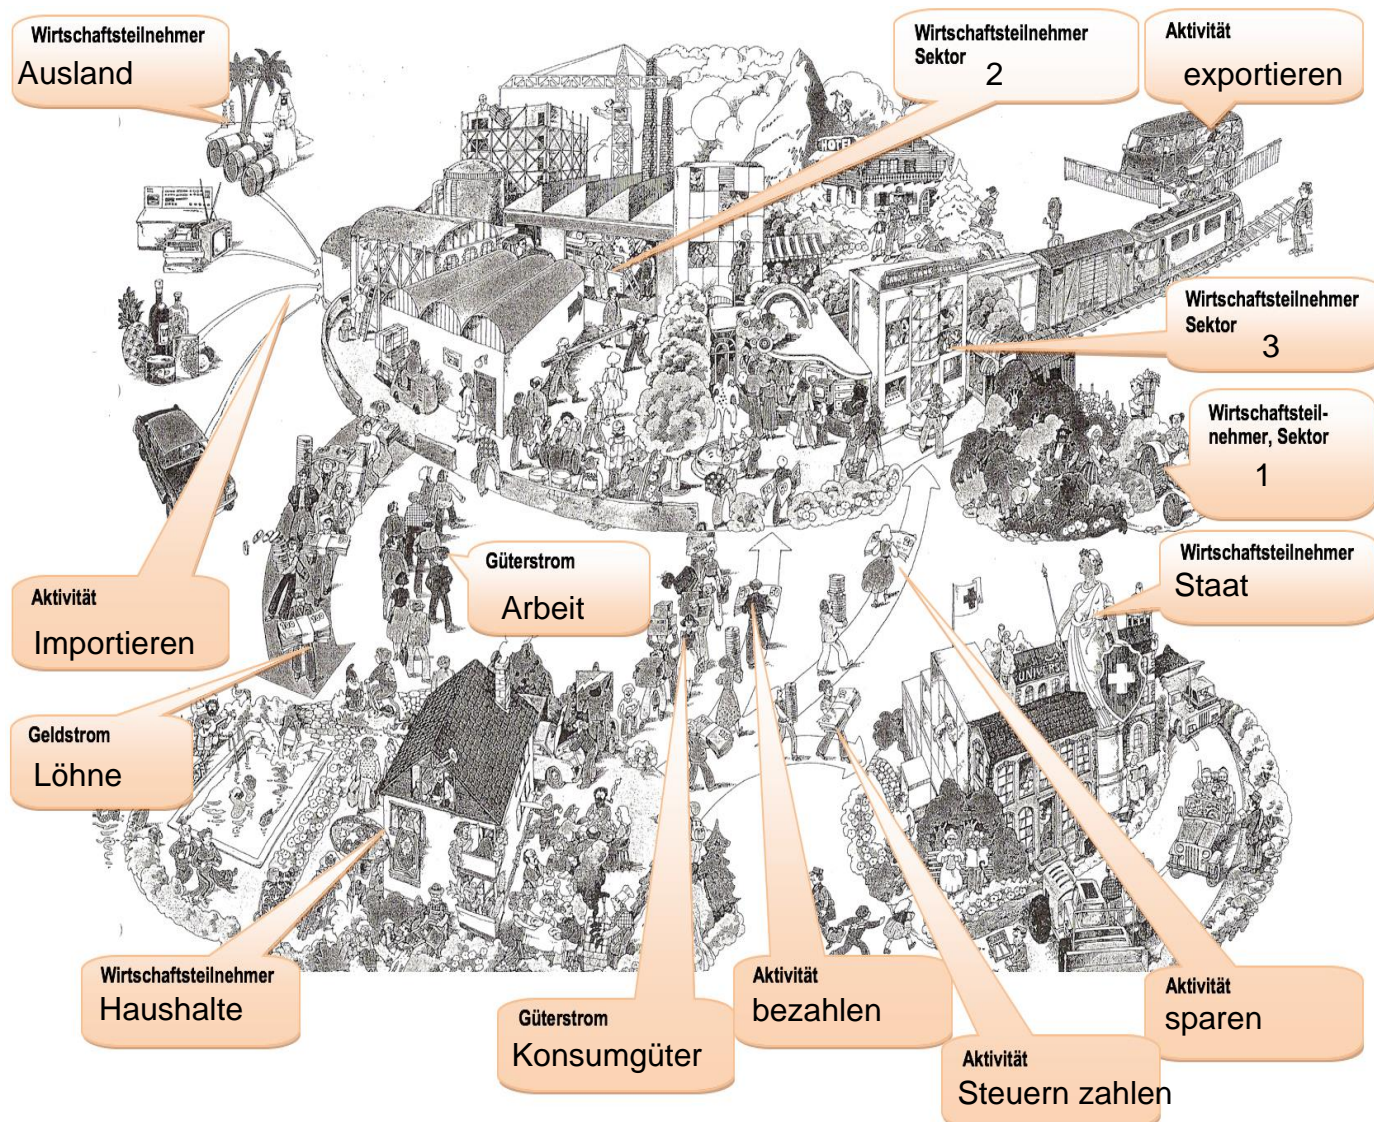 Wirtschaftsteilnehmer
Ausland
Wirtschaftsteilnehmer
Sektor
2
Aktivität
exportieren
HOTEL
Wirtschaftsteilnehmer
Sektor
3
Wirtschaftsteil-
nehmer, Sektor
1
Güterstrom
Arbeit
Wirtschaftsteilnehmer
Staat
Aktivität
Importieren
Geldstrom
Löhne
Wirtschaftsteilnehmer
Haushalte
Güterstrom
Konsumgüter
Aktivität
bezahlen
Aktivität
Steuern zahlen
Aktivität
sparen